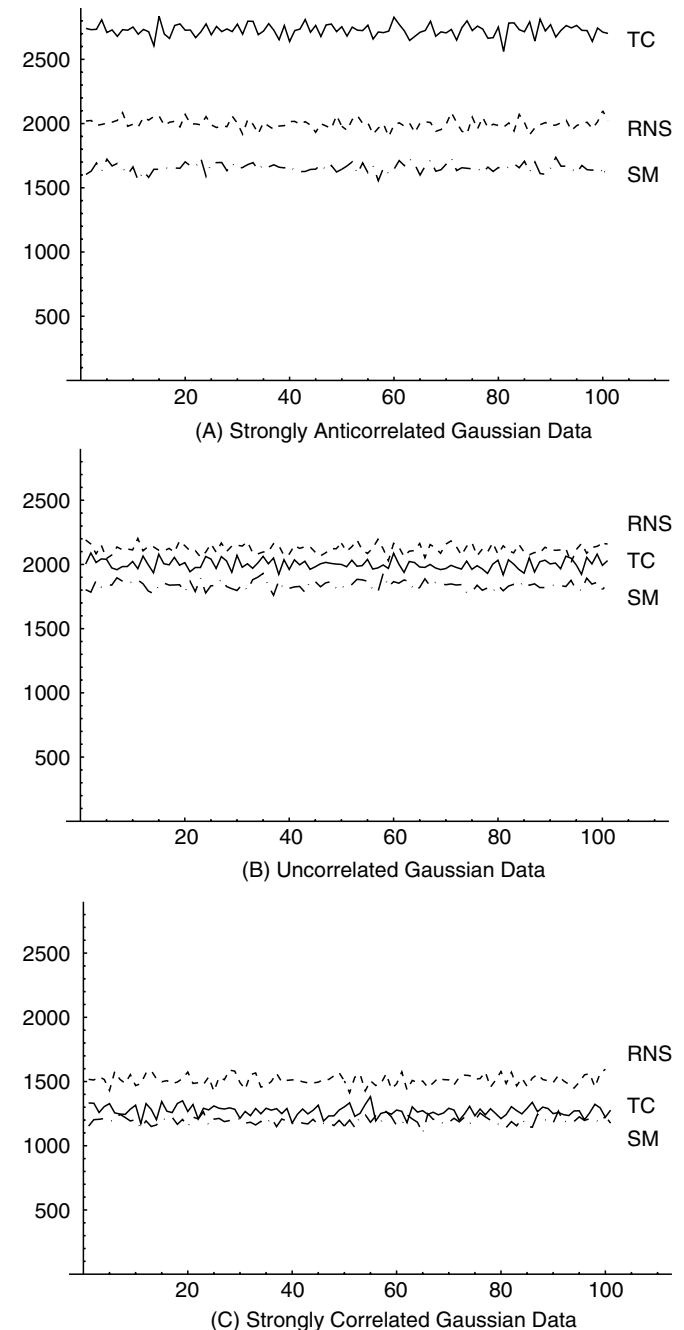 2500
2000
1500
1000
500
TC
RNS
SM
20 40 60 80 100
(A) Strongly Anticorrelated Gaussian Data
2500
2000
1500
1000
500
RNS
TC
SM
20 40 60 80 100
(B) Uncorrelated Gaussian Data
2500
2000
1500
1000
500
RNS
TC
SM
20 40 60 80 100
(C) Strongly Correlated Gaussian Data